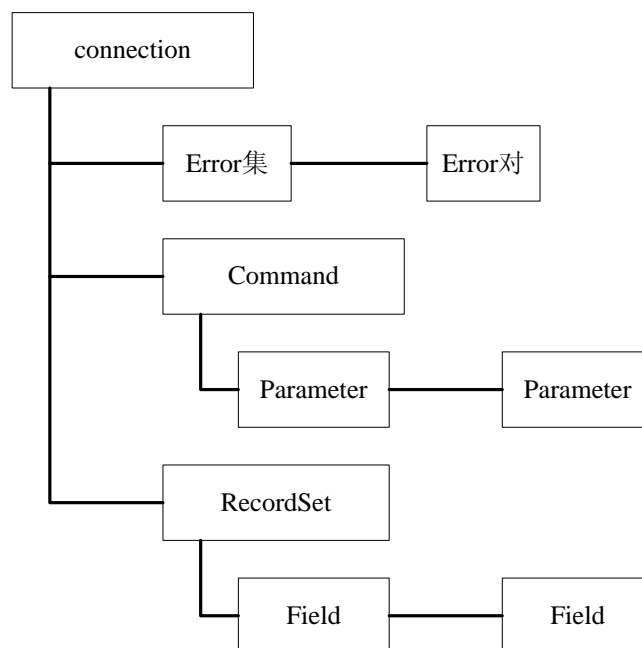 connection
Error集
Error对
Command
Parameter
Parameter
RecordSet
Field
Field